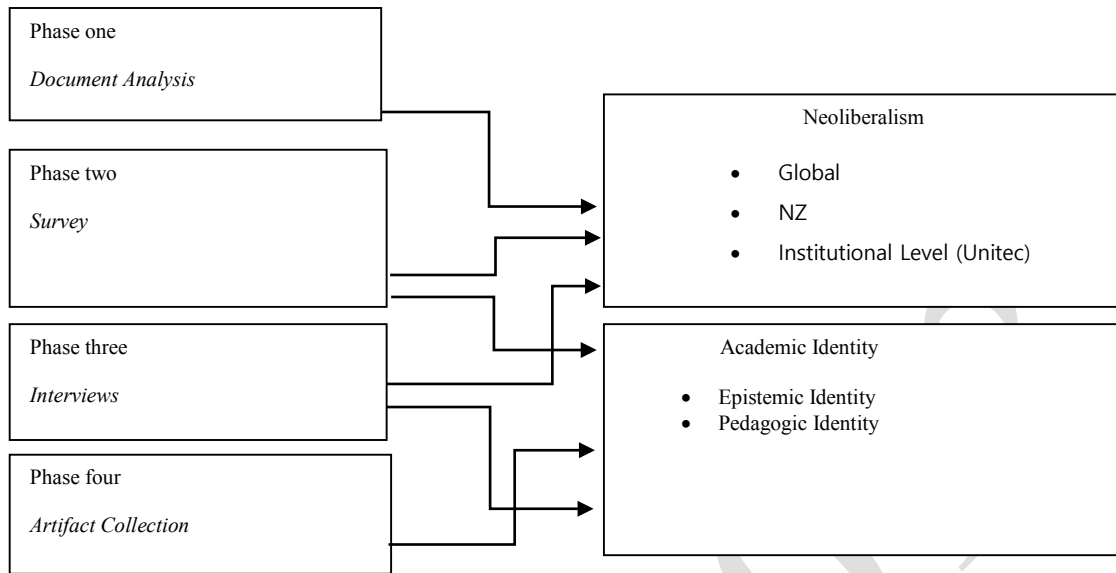 Phase one
Document Analysis
Phase two
Survey
Phase three
Interviews
Phase four
Artifact Collection
Neoliberalism
• Global
• NZ
• Institutional Level (Unitec)
Academic Identity
• Epistemic Identity
• Pedagogic Identity